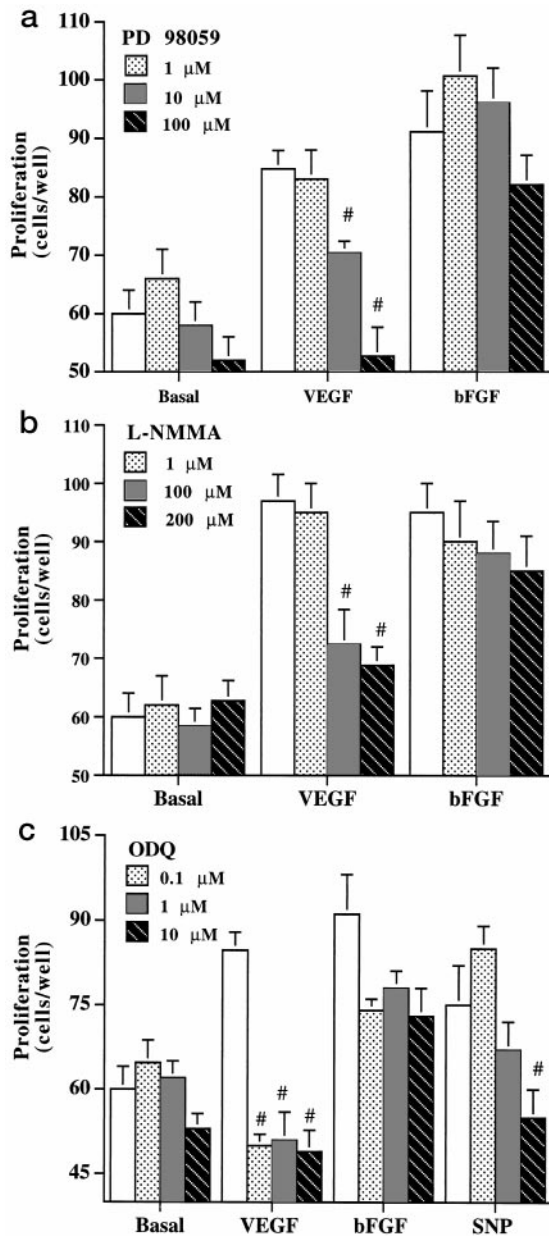 a
PD 98059
1 µM
10 µM
100 µM
Proliferation
(cells/well)
110
100
90
80
70
60
50
#
#
Basal
VEGF
bFGF
b
L-NMMA
1 µM
100 µM
200 µM
Proliferation
(cells/well)
110
100
90
80
70
60
50
#
#
Basal
VEGF
bFGF
c
ODQ
0.1 µM
1 µM
10 µM
Proliferation
(cells/well)
105
90
75
60
45
#
#
#
#
Basal
VEGF
bFGF
SNP